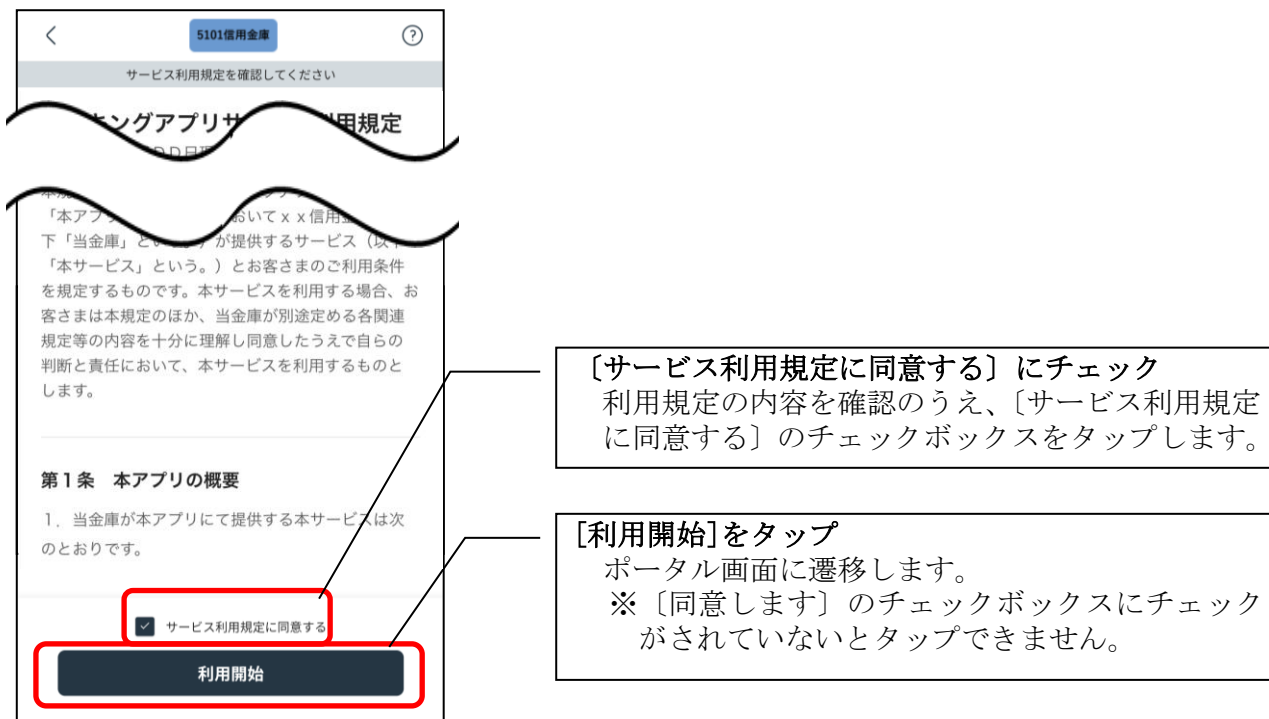 5101信用金庫
?
サービス利用規定を確認してください
ングアプリサ 用規定
「本アプ おいてｘｘ信用
下「当金庫」と が提供するサービス（以
「本サービス」という。）とお客さまのご利用条件
を規定するものです。本サービスを利用する場合、お
客さまは本規定のほか、当金庫が別途定める各関連
規定等の内容を十分に理解し同意したうえで自らの
判断と責任において、本サービスを利用するものと
します。
第１条 本アプリの概要
１．当金庫が本アプリにて提供する本サービスは次
のとおりです。
サービス利用規定に同意する
利用開始
〔サービス利用規定に同意する〕にチェック
利用規定の内容を確認のうえ、〔サービス利用規定
に同意する〕のチェックボックスをタップします。
[利用開始]をタップ
ポータル画面に遷移します。
※〔同意します〕のチェックボックスにチェック
がされていないとタップできません。